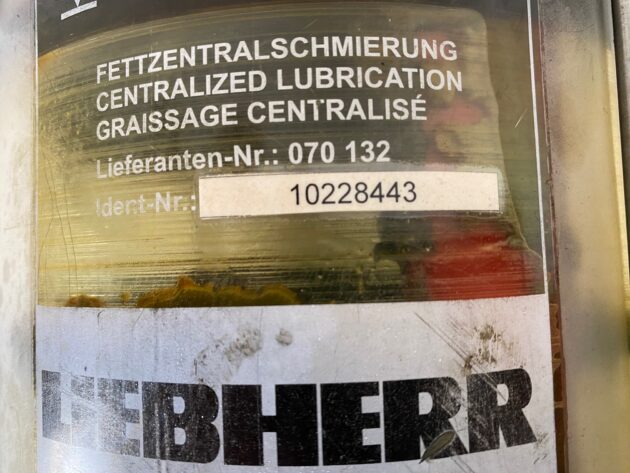 FETTZENTRALSCHMIERUNG
CENTRALIZED LUBRICATION
GRAISSAGE CENTRALISÉ
Lieferanten-Nr.: 070 132
Ident-Nr.: 10228443
LIEBHERR